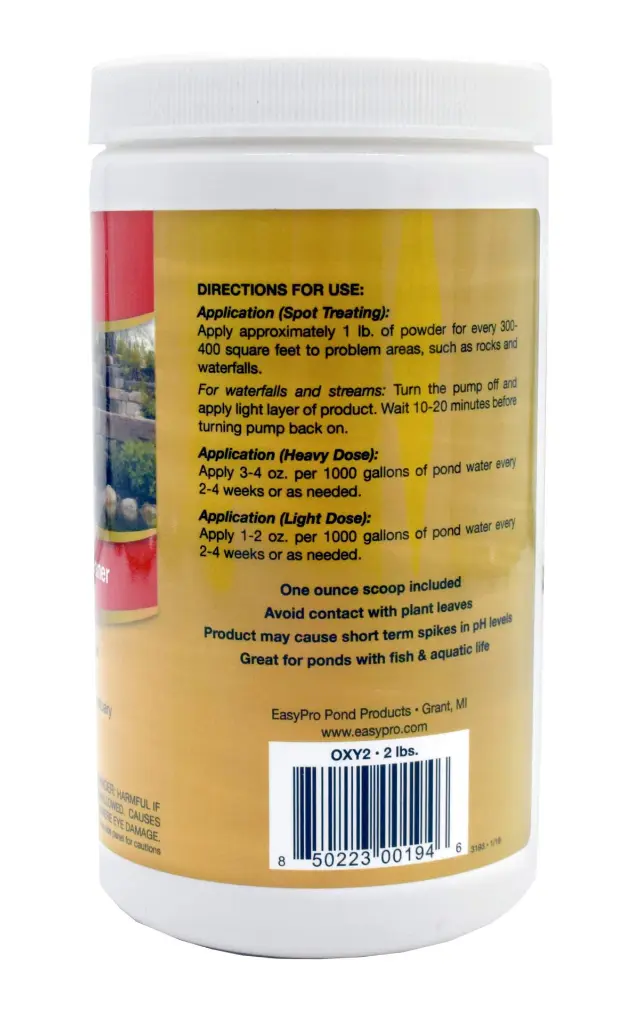 DIRECTIONS FOR USE:
Application (Spot Treating):
Apply approximately 1 lb. of powder for every 300-
400 square feet to problem areas, such as rocks and
waterfalls.
For waterfalls and streams: Turn the pump off and
apply light layer of product. Wait 10-20 minutes before
turning pump back on.
Application (Heavy Dose):
Apply 3-4 oz. per 1000 gallons of pond water every
2-4 weeks or as needed.
Application (Light Dose):
Apply 1-2 oz. per 1000 gallons of pond water every
2-4 weeks or as needed.
One ounce scoop included
Avoid contact with plant leaves
Product may cause short term spikes in pH levels
Great for ponds with fish & aquatic life
EasyPro Pond Products • Grant, MI
www.easypro.com
OXY2 • 2 lbs.
8 50223 00194 6
HARMFUL IF
CAUSES
EYE DAMAGE.
panel for cautions